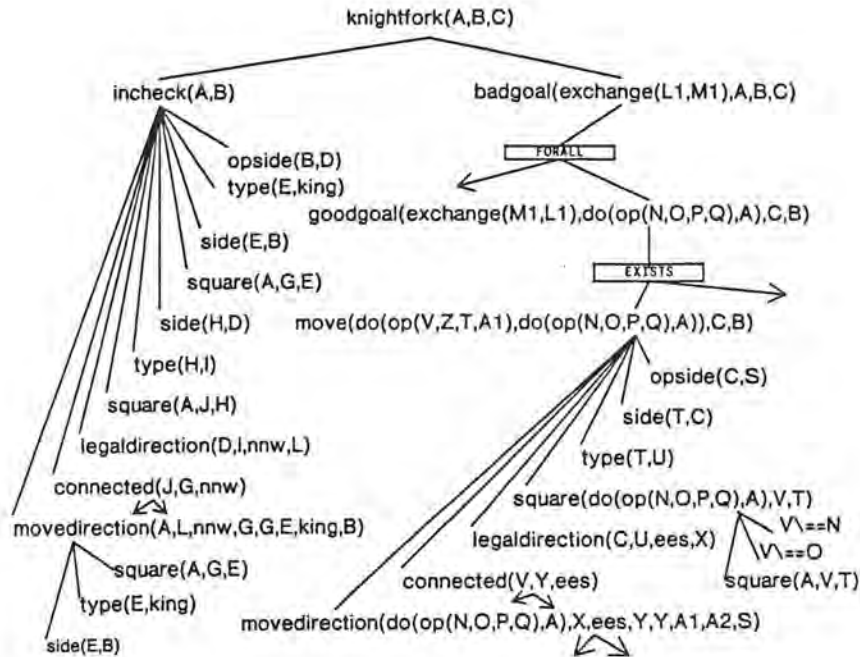 knightfork(A,B,C)
incheck(A,B)
badgoal(exchange(L1,M1),A,B,C)
opside(B,D)
type(E,king)
side(E,B)
square(A,G,E)
side(H,D)
type(H,I)
square(A,J,H)
legaldirection(D,I,nnw,L)
connected(J,G,nnw)
movedirection(A,L,nnw,G,G,E,king,B)
square(A,G,E)
type(E,king)
side(E,B)
FORALL
goodgoal(exchange(M1,L1),do(op(N,O,P,Q),A),C,B)
EXISTS
move(do(op(V,Z,T,A1),do(op(N,O,P,Q),A)),C,B)
opside(C,S)
side(T,C)
type(T,U)
square(do(op(N,O,P,Q),A),V,T)
V\==N
V\==O
square(A,V,T)
legaldirection(C,U,ees,X)
connected(V,Y,ees)
movedirection(do(op(N,O,P,Q),A),X,ees,Y,Y,A1,A2,S)